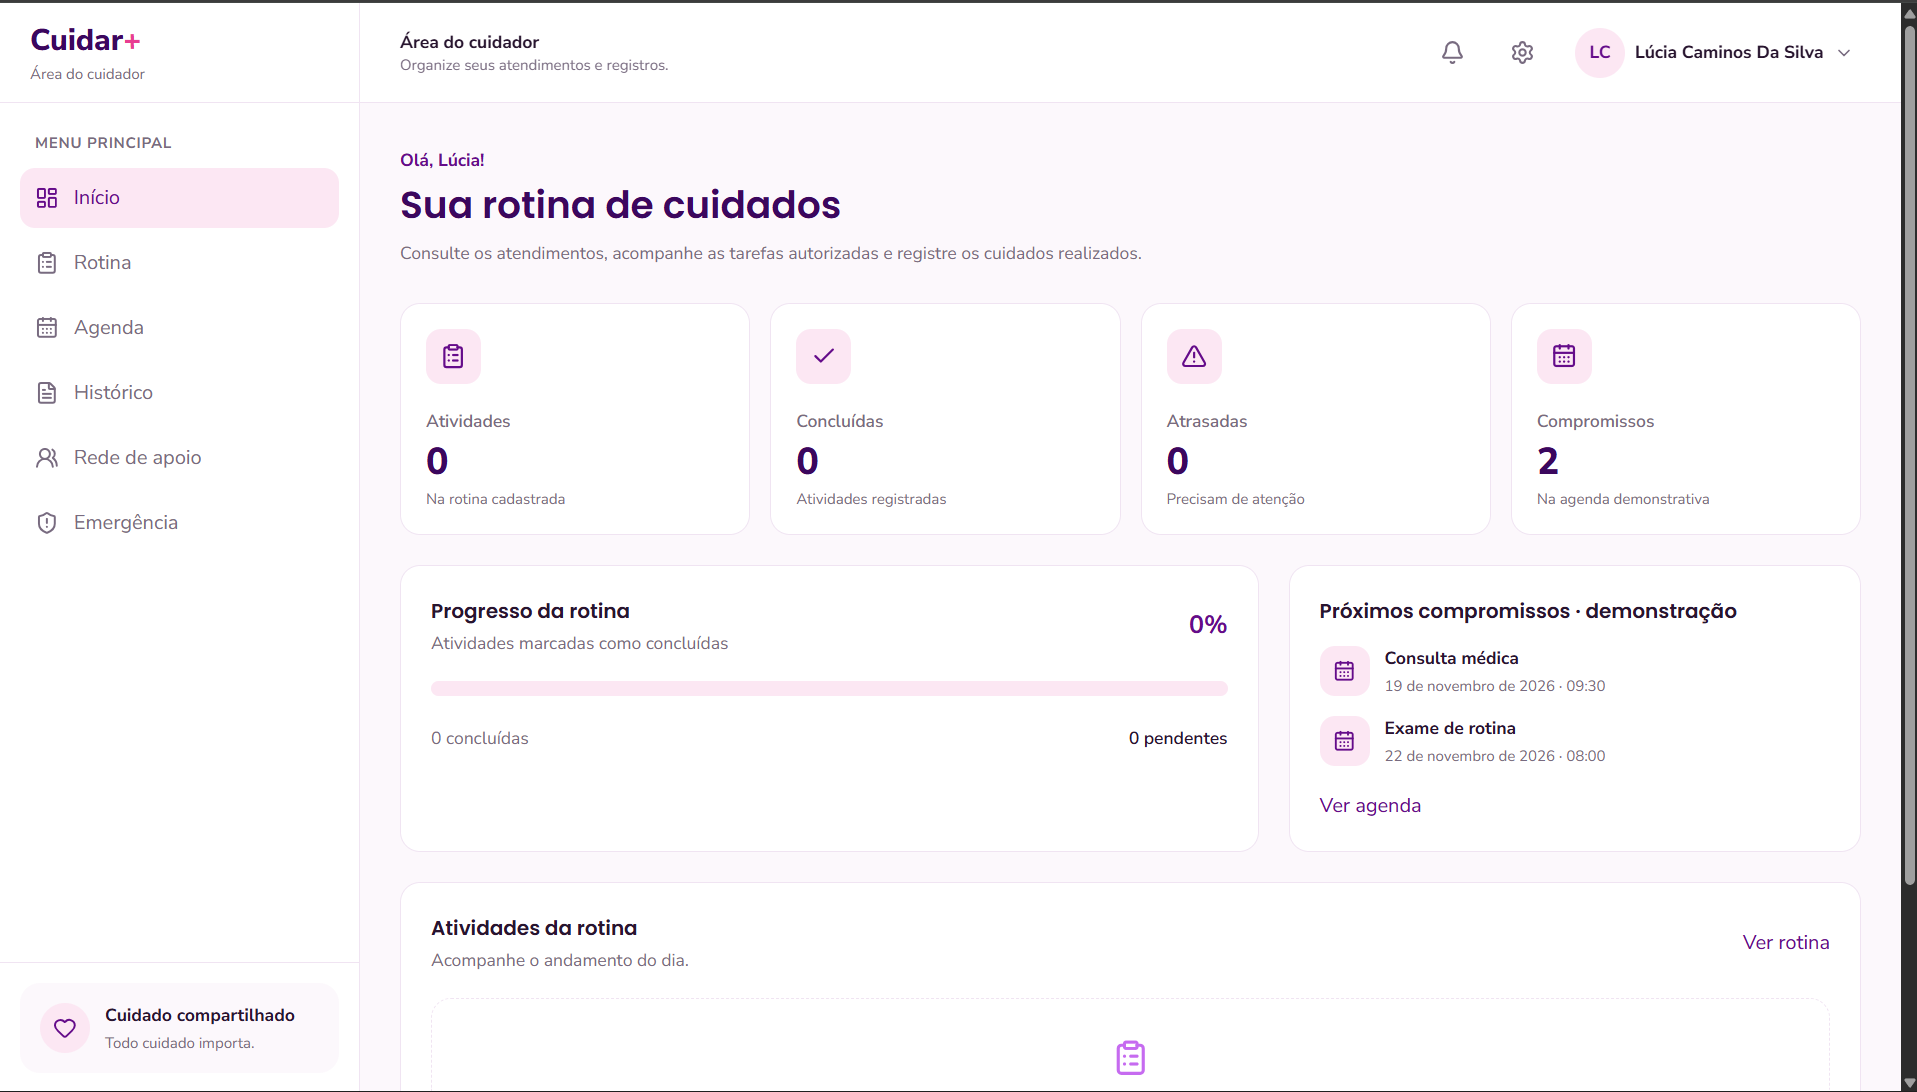 Cuidar+
Área do cuidador
MENU PRINCIPAL
Início
Rotina
Agenda
Histórico
Rede de apoio
Emergência
Cuidado compartilhado
Todo cuidado importa.
Área do cuidador
Organize seus atendimentos e registros.
LC
Lúcia Caminos Da Silva
Olá, Lúcia!
Sua rotina de cuidados
Consulte os atendimentos, acompanhe as tarefas autorizadas e registre os cuidados realizados.
Atividades
0
Na rotina cadastrada
Concluídas
0
Atividades registradas
Atrasadas
0
Precisam de atenção
Compromissos
2
Na agenda demonstrativa
Progresso da rotina
Atividades marcadas como concluídas
0%
0 concluídas
0 pendentes
Próximos compromissos · demonstração
Consulta médica
19 de novembro de 2026 · 09:30
Exame de rotina
22 de novembro de 2026 · 08:00
Ver agenda
Atividades da rotina
Acompanhe o andamento do dia.
Ver rotina